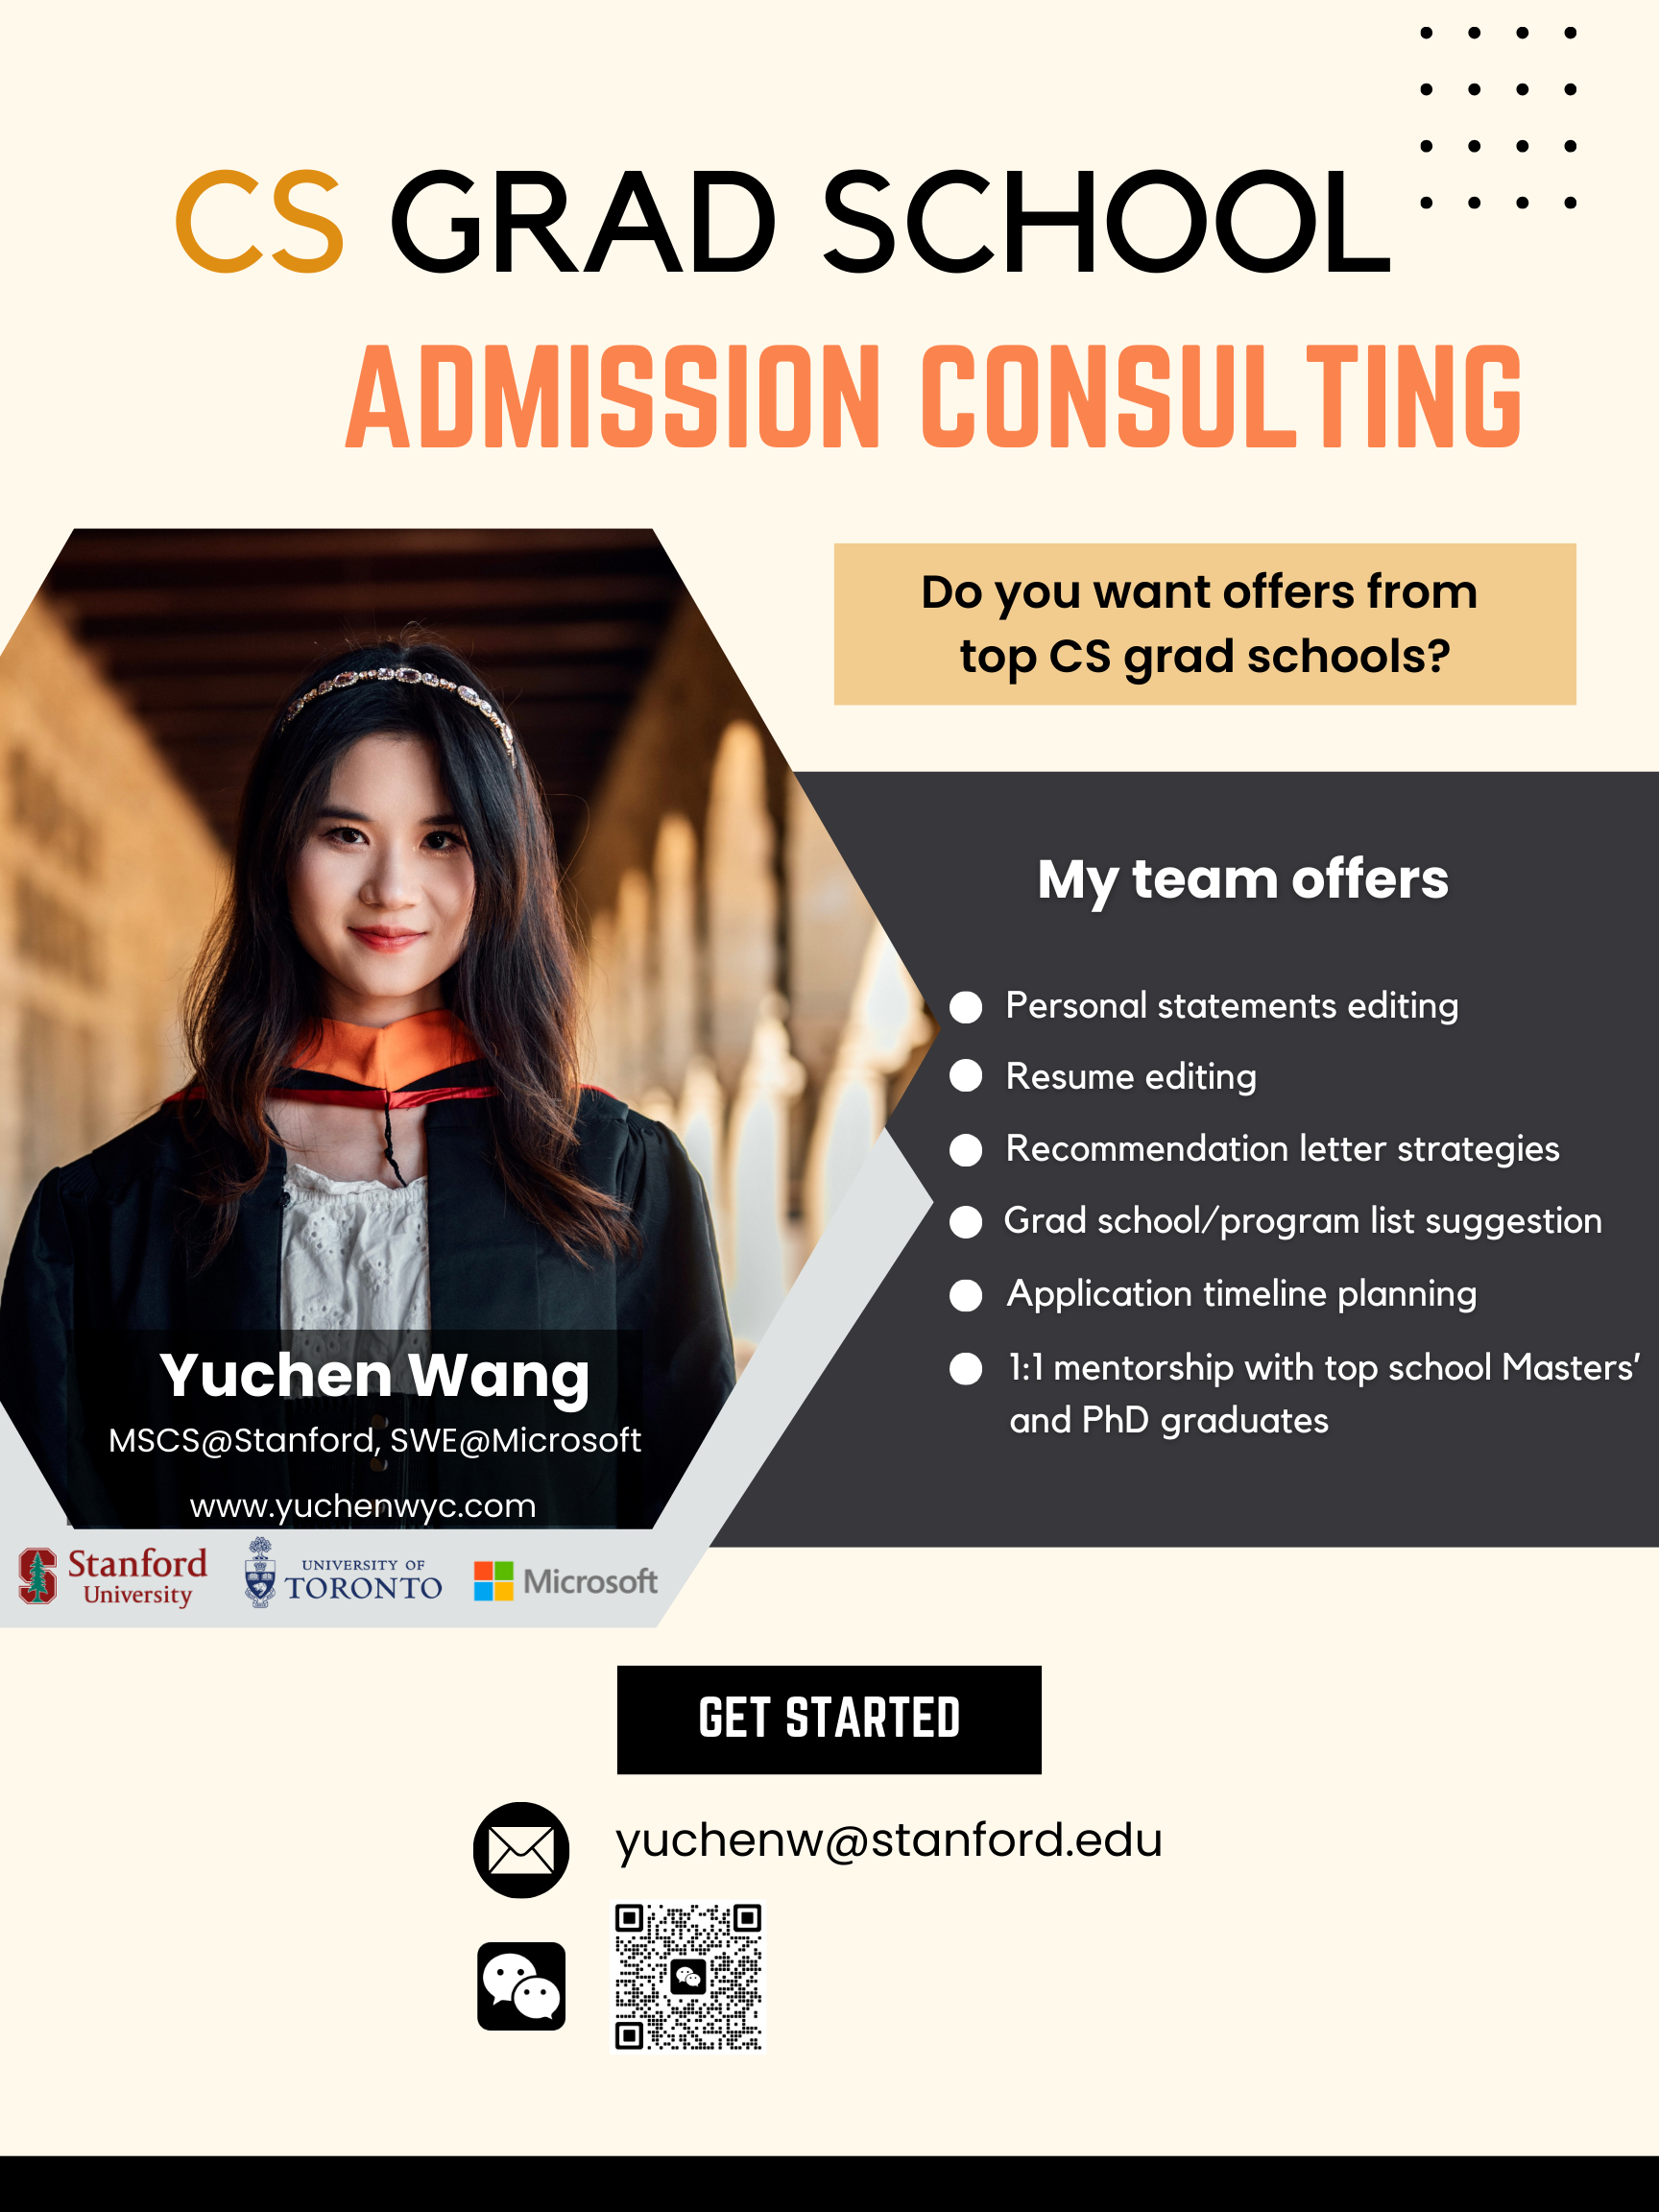 CS GRAD SCHOOL
ADMISSION CONSULTING
Do you want offers from
top CS grad schools?
My team offers
Personal statements editing
Resume editing
Recommendation letter strategies
Grad school/program list suggestion
Application timeline planning
1:1 mentorship with top school Masters’
and PhD graduates
Yuchen Wang
MSCS@Stanford, SWE@Microsoft
www.yuchenwyc.com
Stanford
University
UNIVERSITY OF
TORONTO
Microsoft
GET STARTED
yuchenw@stanford.edu